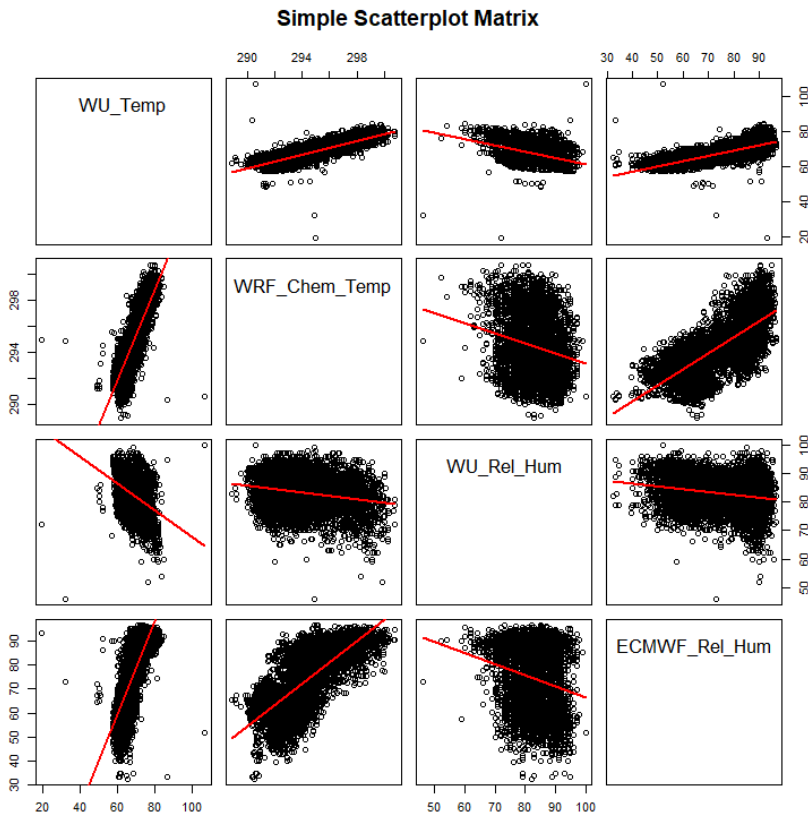 Simple Scatterplot Matrix
290 294 298
30 40 50 60 70 80 90
WU_Temp
20 40 60 80 100
WRF_Chem_Temp
290 294 298
WU_Rel_Hum
50 60 70 80 90 100
ECMWF_Rel_Hum
30 50 60 70 80 90
20 40 60 80 100
50 60 70 80 90 100